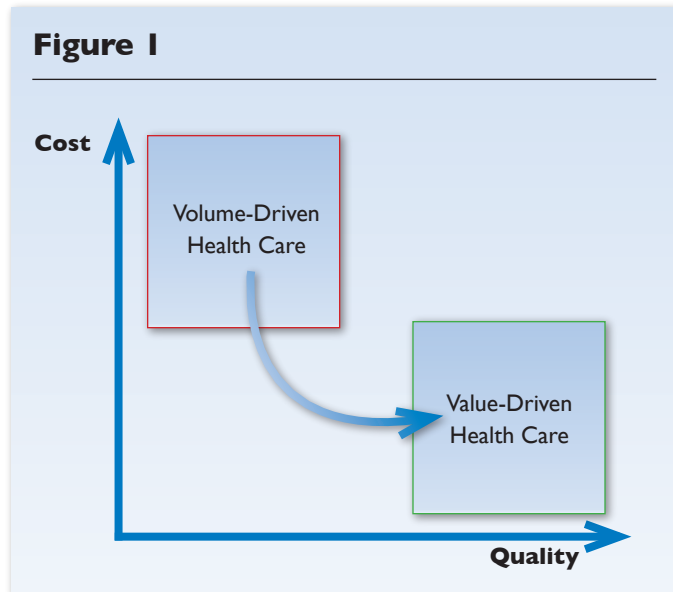 Figure 1
Cost
Volume-Driven
Health Care
Value-Driven
Health Care
Quality